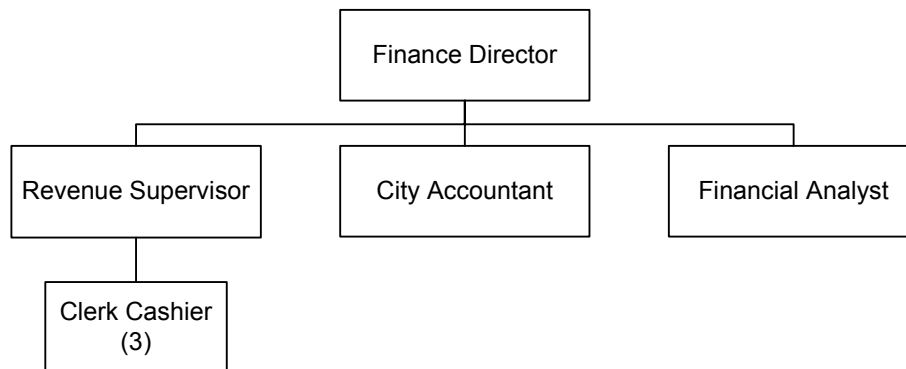 Finance Director
Revenue Supervisor
City Accountant
Financial Analyst
Clerk Cashier
(3)